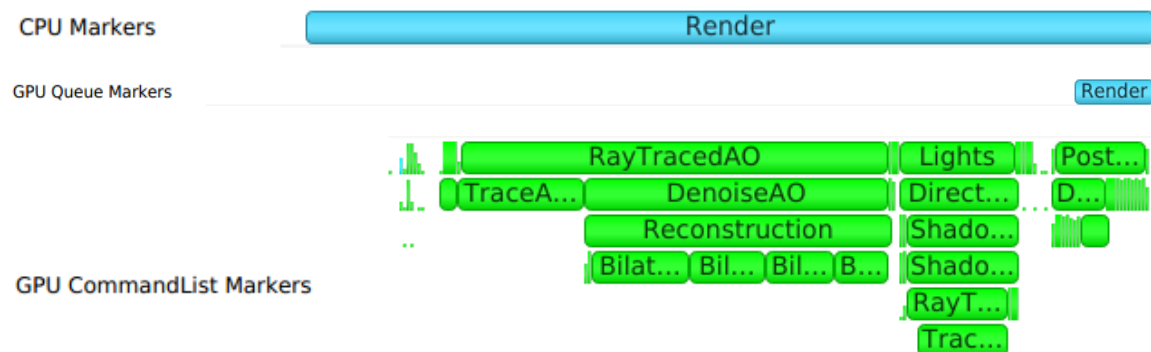 CPU Markers Render
GPU Queue Markers Render
RayTracedAO Lights Post...
TraceA... DenoiseAO Direct... D...
Reconstruction Shado...
GPU CommandList Markers Bilat... Bil... Bil... B... Shado...
RayT...
Trac...